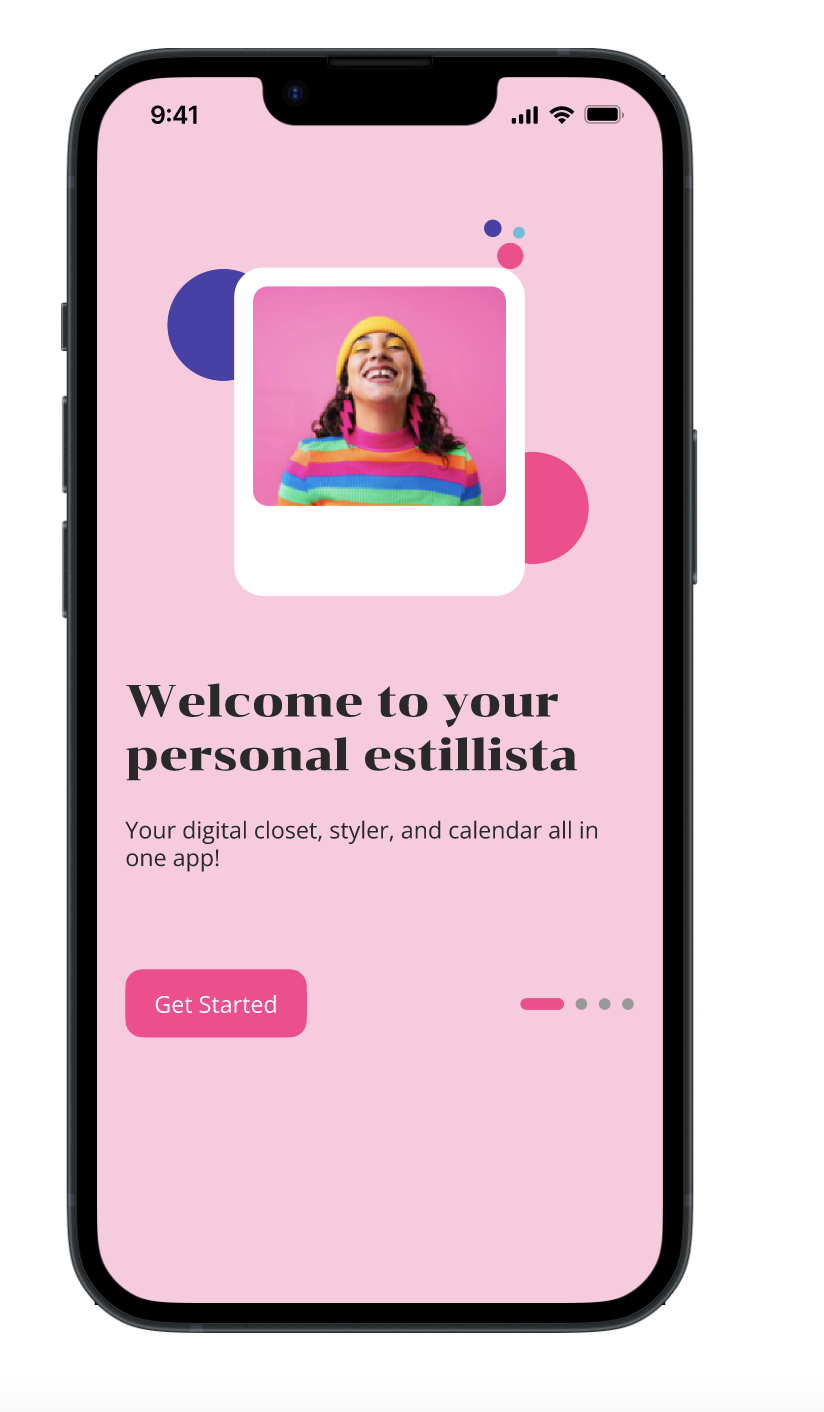 9:41
Welcome to your
personal estillista
Your digital closet, styler, and calendar all in
one app!
Get Started